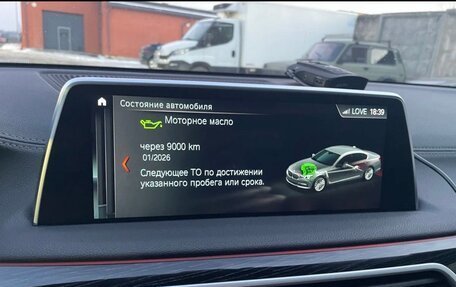 Состояние автомобиля
LOVE 18:39
Моторное масло
через 9000 km
01/2026
Следующее ТО по достижении
указанного пробега или срока.